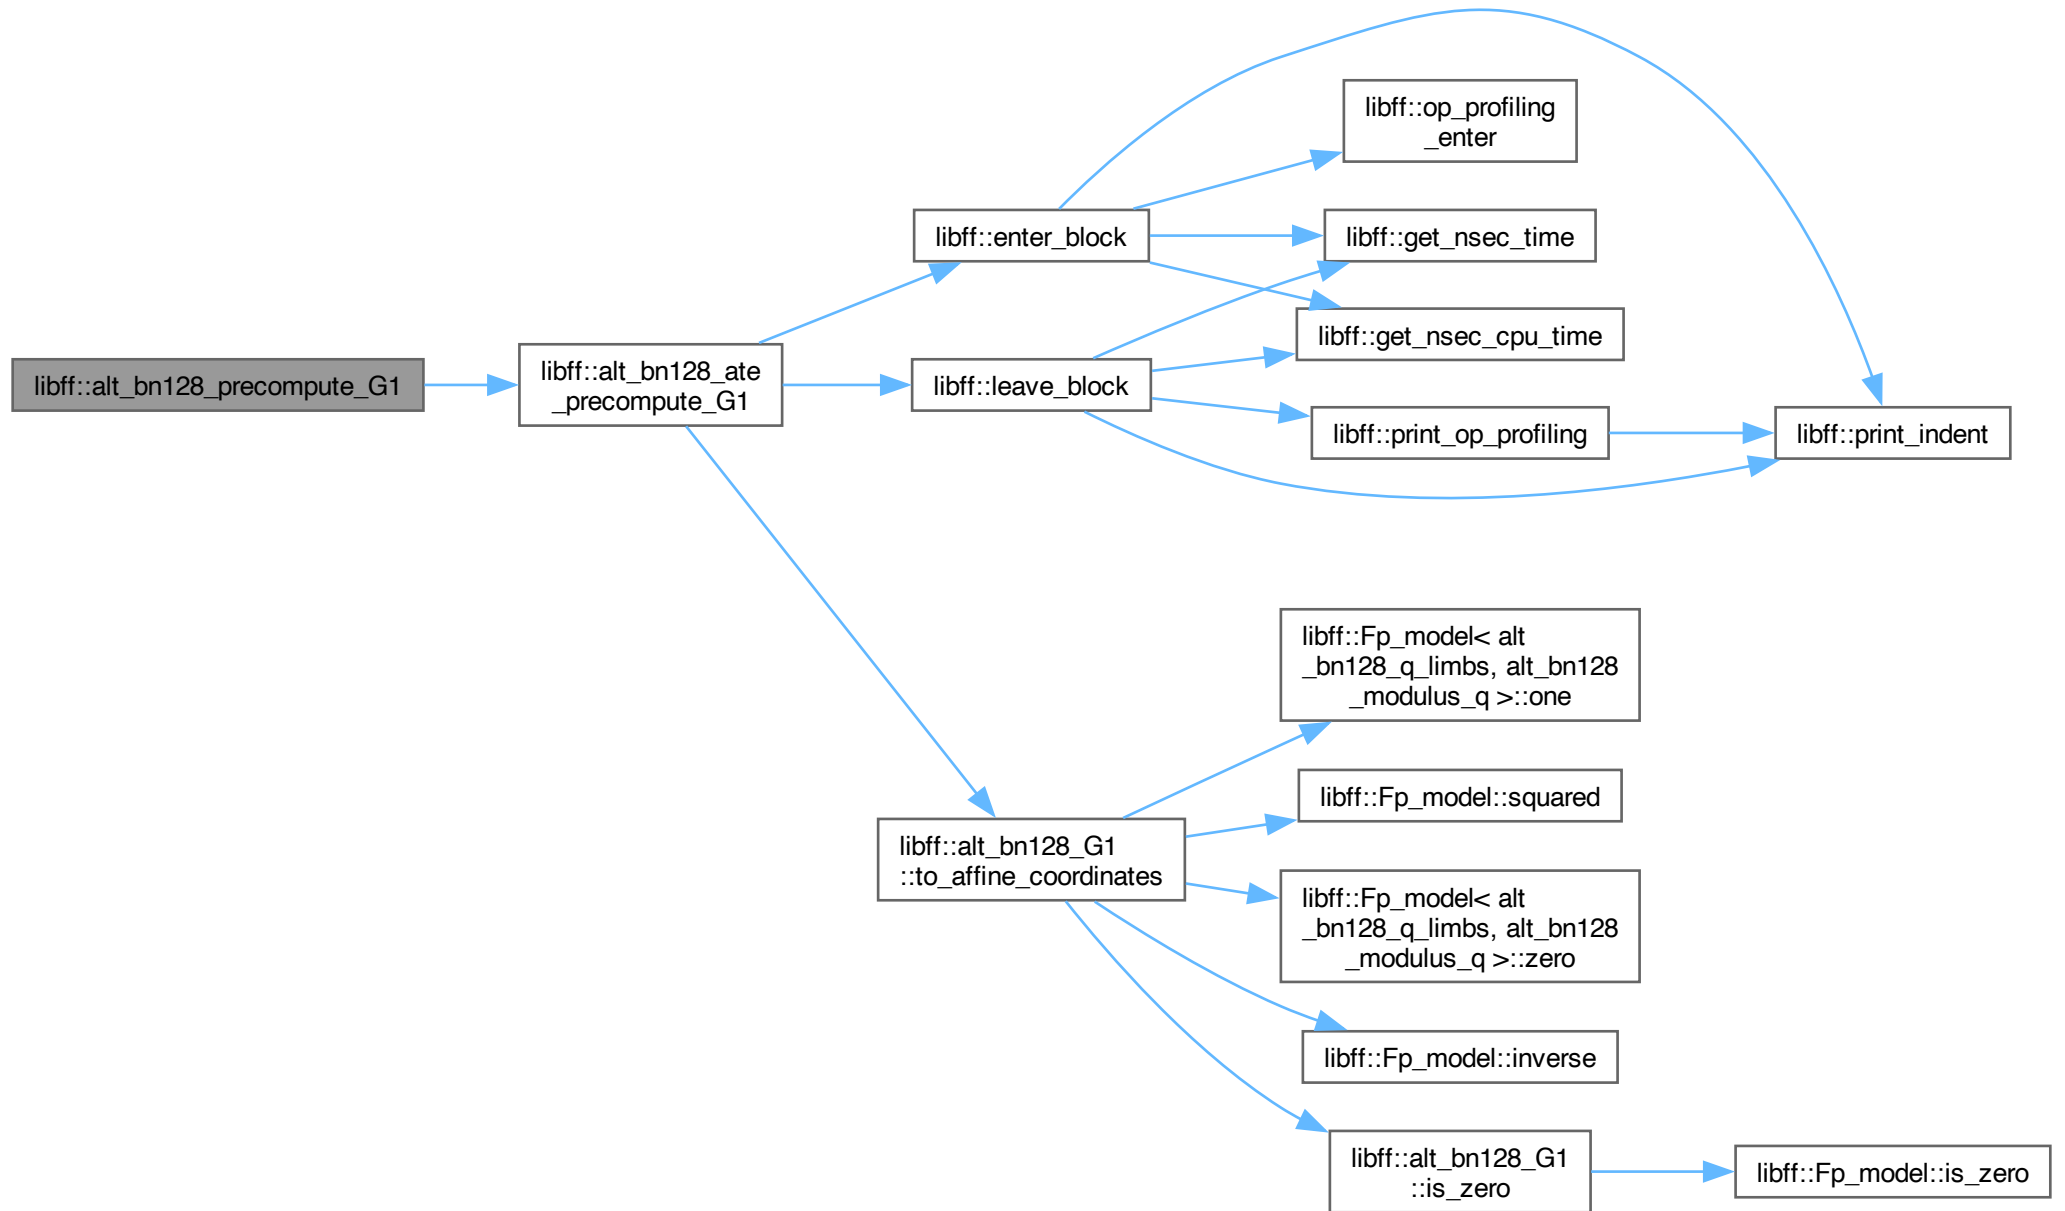 libff::alt_bn128_precompute_G1
libff::alt_bn128_ate
_precompute_G1
libff::enter_block
libff::leave_block
libff::op_profiling
_enter
libff::get_nsec_time
libff::get_nsec_cpu_time
libff::print_op_profiling
libff::print_indent
libff::alt_bn128_G1
::to_affine_coordinates
libff::Fp_model< alt
_bn128_q_limbs, alt_bn128
_modulus_q >::one
libff::Fp_model::squared
libff::Fp_model< alt
_bn128_q_limbs, alt_bn128
_modulus_q >::zero
libff::Fp_model::inverse
libff::alt_bn128_G1
::is_zero
libff::Fp_model::is_zero